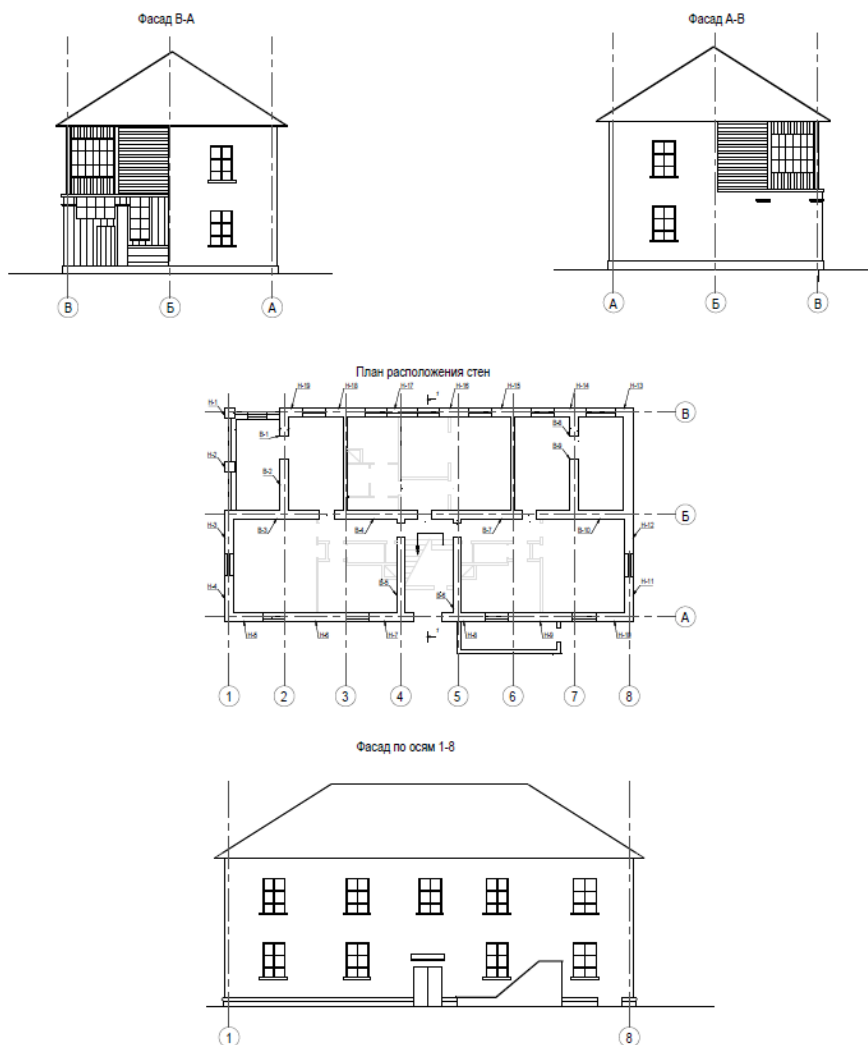 Фасад В-А
Фасад А-В
В
Б
А
А
Б
В
План расположения стен
Н-1
Н-19
Н-18
Н-17
Н-16
Н-15
Н-14
Н-13
1
В
В-1
В-8
Н-2
В-2
В-9
Б
Н-3
В-3
В-4
В-7
В-10
Н-12
Н-4
В-5
В-6
Н-11
А
Н-5
Н-6
Н-7
1
Н-8
Н-9
Н-10
1
2
3
4
5
6
7
8
Фасад по осям 1-8
1
8